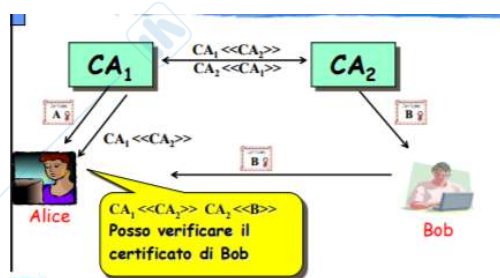 CA₁ <<CA₂>>
CA₂ <<CA₁>>
CA₁
CA₂
A
B
CA₁ <<CA₂>>
B
Alice
Bob
CA₁ <<CA₂>> CA₂ <<B>>
Posso verificare il
certificato di Bob